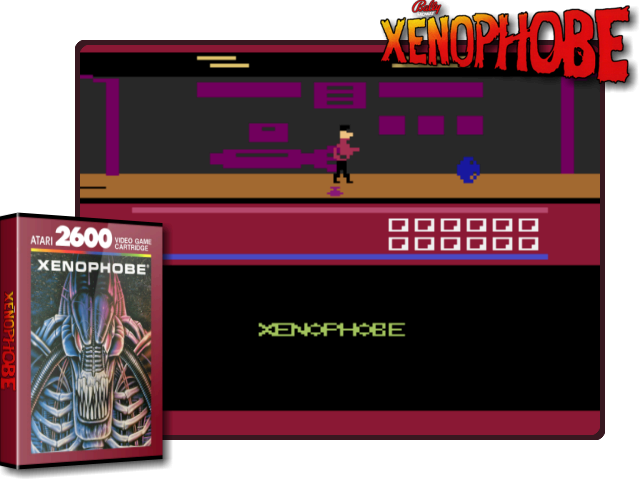 Bally
XENOPHOBE
ATARI 2600 VIDEO GAME
CARTRIDGE
XENOPHOBE
XENOPHOBE
XENOPHOBE